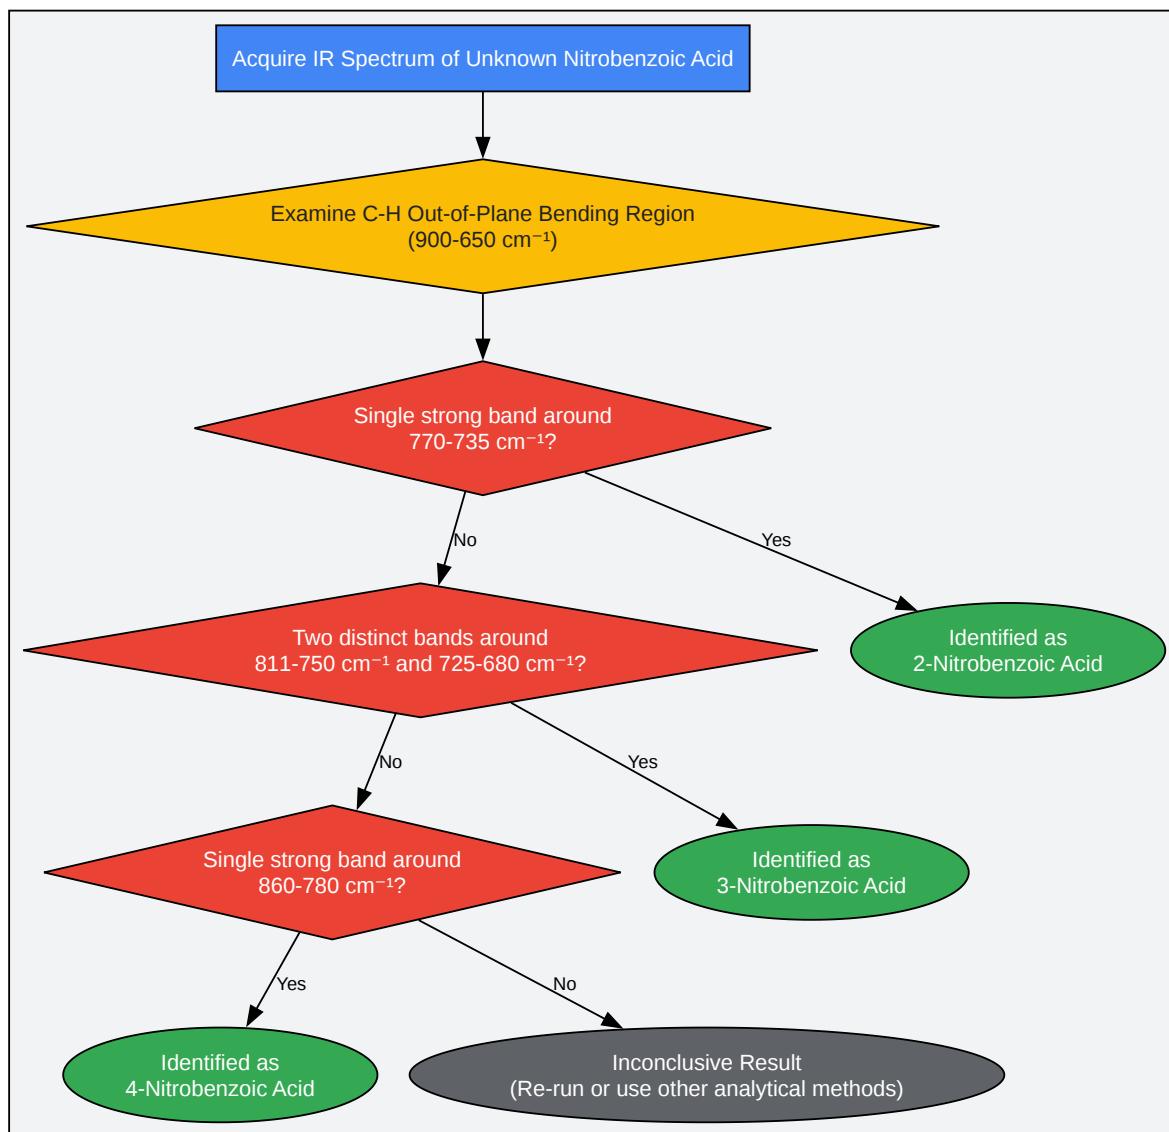 Acquire IR Spectrum of Unknown Nitrobenzoic Acid
Examine C-H Out-of-Plane Bending Region
(900-650 cm⁻¹)
Single strong band around
770-735 cm⁻¹?
No
Yes
Two distinct bands around
811-750 cm⁻¹ and 725-680 cm⁻¹?
Identified as
2-Nitrobenzoic Acid
No
Yes
Single strong band around
860-780 cm⁻¹?
Identified as
3-Nitrobenzoic Acid
Yes
No
Identified as
4-Nitrobenzoic Acid
Inconclusive Result
(Re-run or use other analytical methods)